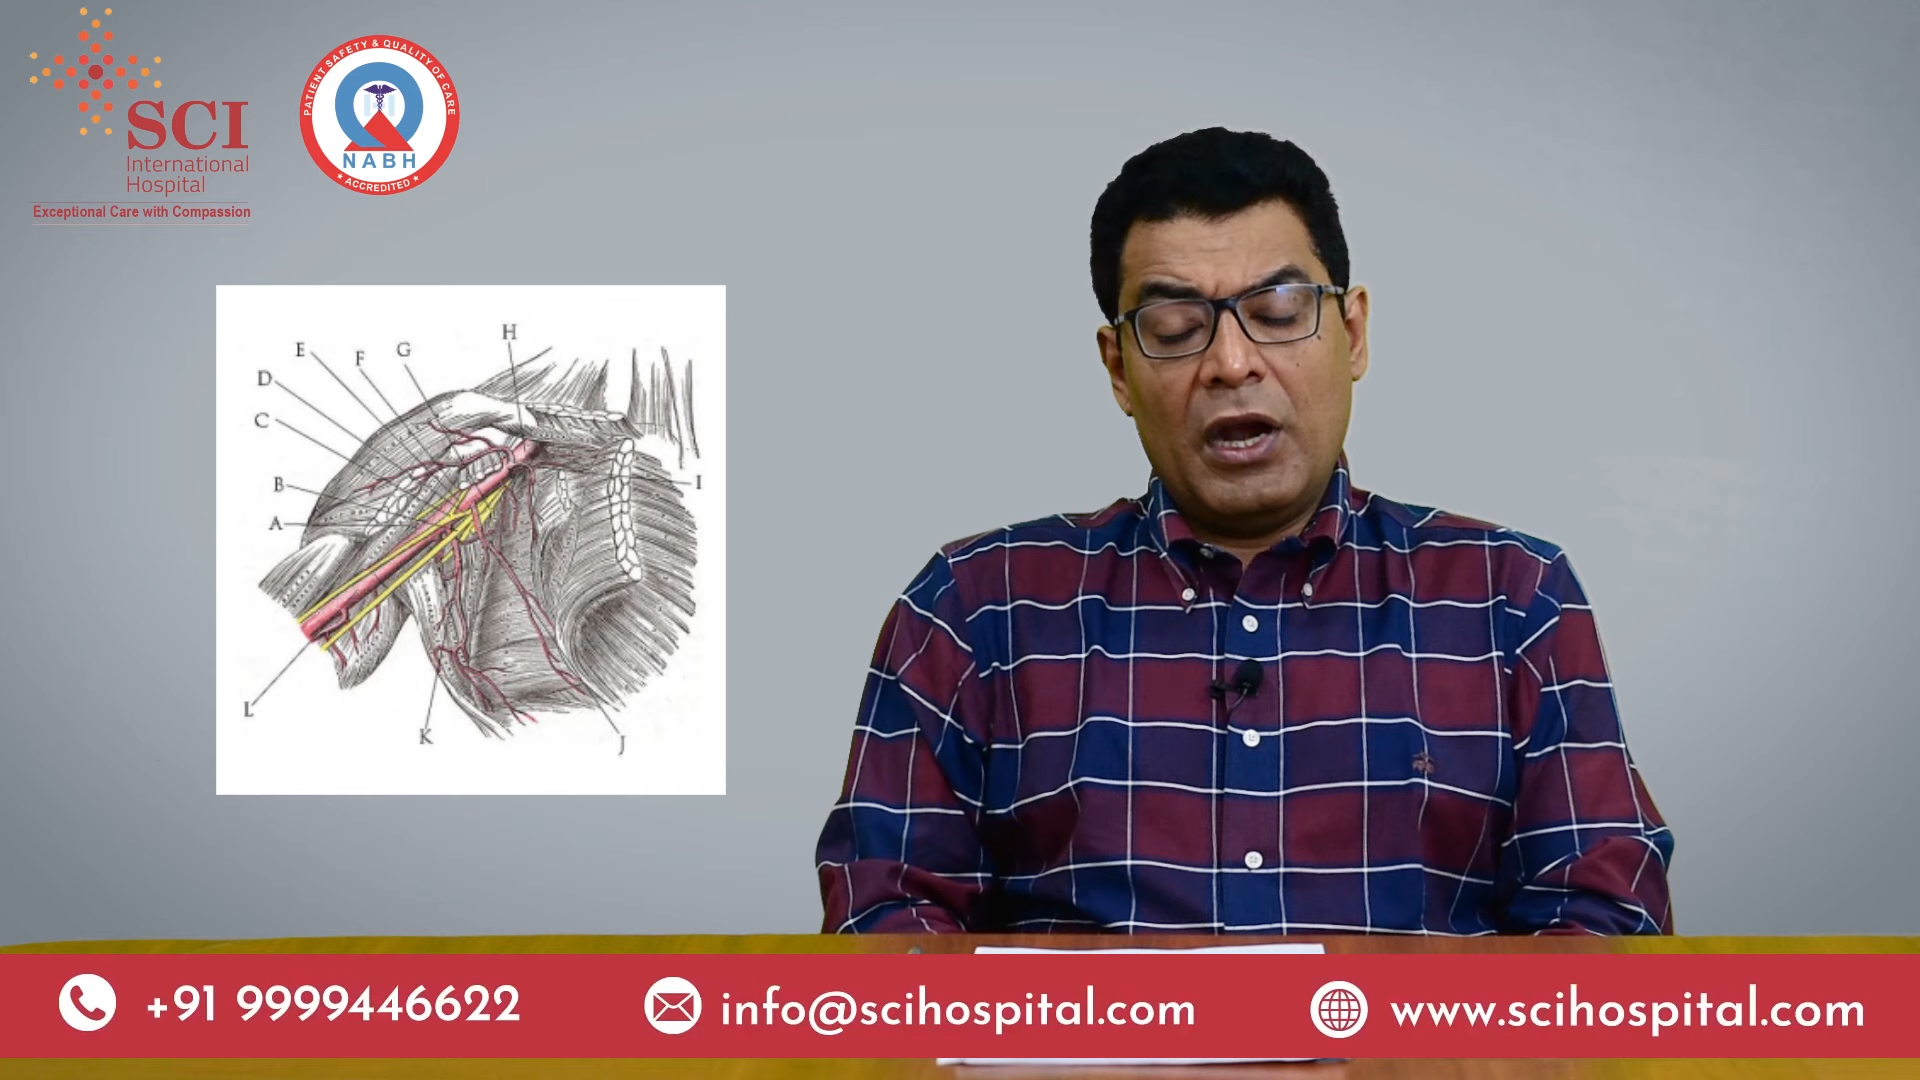 SCI
International
Hospital
Exceptional Care with Compassion
PATIENT SAFETY & QUALITY OF CARE
NABH
★ ACCREDITED ★
H
E
F
G
D
C
B
I
A
L
K
J
+91 9999446622
info@scihospital.com
www.scihospital.com